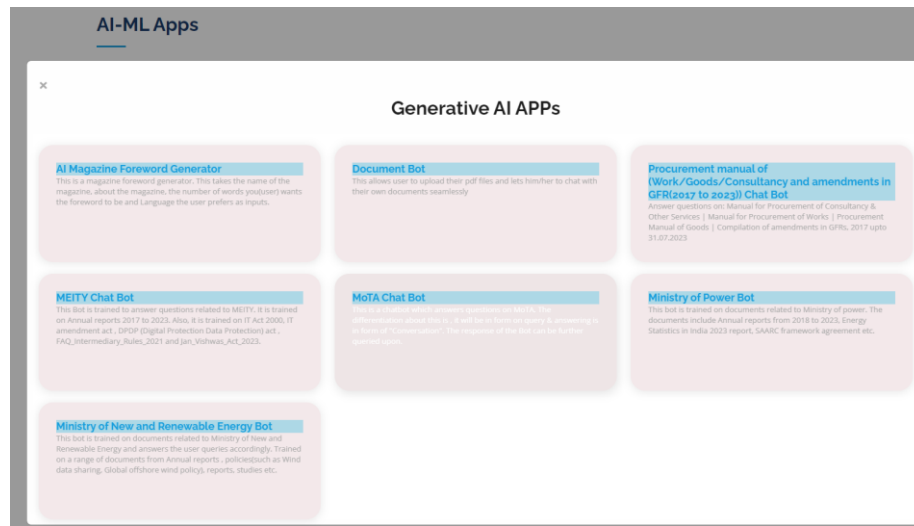 AI-ML Apps
×
Generative AI APPs
AI Magazine Foreword Generator
This is a magazine foreword generator. This takes the name of the
magazine, about the magazine, the number of words you(user) wants
the foreword to be and Language the user prefers as inputs.
Document Bot
This allows user to upload their pdf files and lets him/her to chat with
their own documents seamlessly
Procurement manual of
(Work/Goods/Consultancy and amendments in
GFR(2017 to 2023)) Chat Bot
Answer questions on: Manual for Procurement of Consultancy &
Other Services | Manual for Procurement of Works | Procurement
Manual of Goods | Compilation of amendments in GFRs, 2017 upto
31.07.2023
MEITY Chat Bot
This Bot is trained to answer questions related to MEITY. It is trained
on Annual reports 2017 to 2023. Also, it is trained on IT Act 2000, IT
amendment act , DPDP (Digital Protection Data Protection) act ,
FAQ_Intermediary_Rules_2021 and Jan_Vishwas_Act_2023.
MoTA Chat Bot
This is a chatbot which answers questions on MoTA. The
differentiation about this is , it will be in form on query & answering is
in form of "Conversation", The response of the Bot can be further
queried upon.
Ministry of Power Bot
This bot is trained on documents related to Ministry of power. The
documents include Annual reports from 2018 to 2023, Energy
Statistics in India 2023 report, SAARC framework agreement etc.
Ministry of New and Renewable Energy Bot
This bot is trained on documents related to Ministry of New and
Renewable Energy and answers the user queries accordingly. Trained
on a range of documents from Annual reports , policies(such as Wind
data sharing, Global offshore wind policy), reports, studies etc.